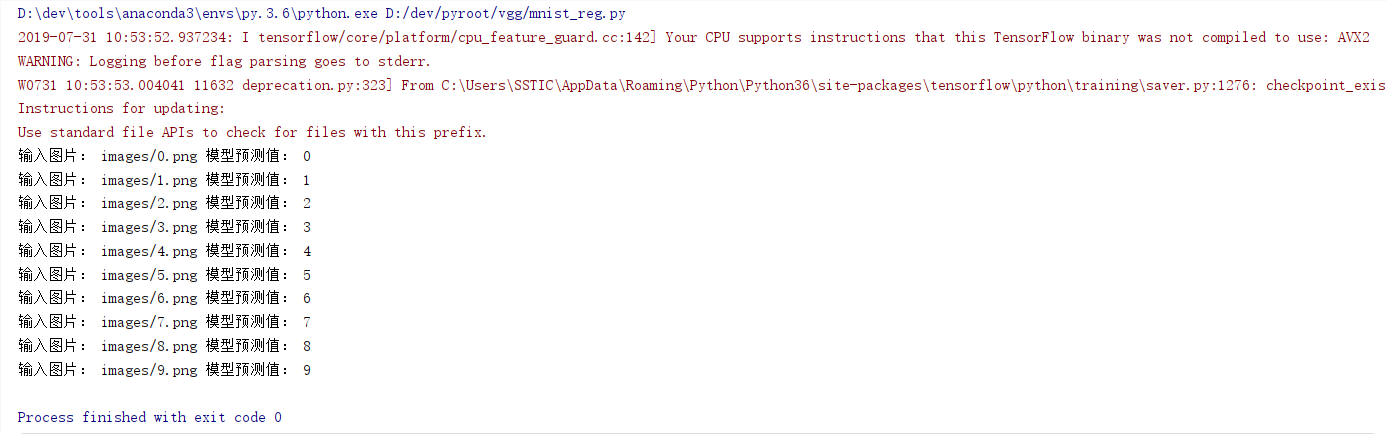 D:\dev\tools\anaconda3\envs\py.3.6\python.exe D:/dev/pyroot/vgg/mnist_reg.py
2019-07-31 10:53:52.937234: I tensorflow/core/platform/cpu_feature_guard.cc:142] Your CPU supports instructions that this TensorFlow binary was not compiled to use: AVX2
WARNING: Logging before flag parsing goes to stderr.
W0731 10:53:53.004041 11632 deprecation.py:323] From C:\Users\SSTIC\AppData\Roaming\Python\Python36\site-packages\tensorflow\python\training\saver.py:1276: checkpoint_exis
Instructions for updating:
Use standard file APIs to check for files with this prefix.
输入图片： images/0.png 模型预测值： 0
输入图片： images/1.png 模型预测值： 1
输入图片： images/2.png 模型预测值： 2
输入图片： images/3.png 模型预测值： 3
输入图片： images/4.png 模型预测值： 4
输入图片： images/5.png 模型预测值： 5
输入图片： images/6.png 模型预测值： 6
输入图片： images/7.png 模型预测值： 7
输入图片： images/8.png 模型预测值： 8
输入图片： images/9.png 模型预测值： 9
Process finished with exit code 0